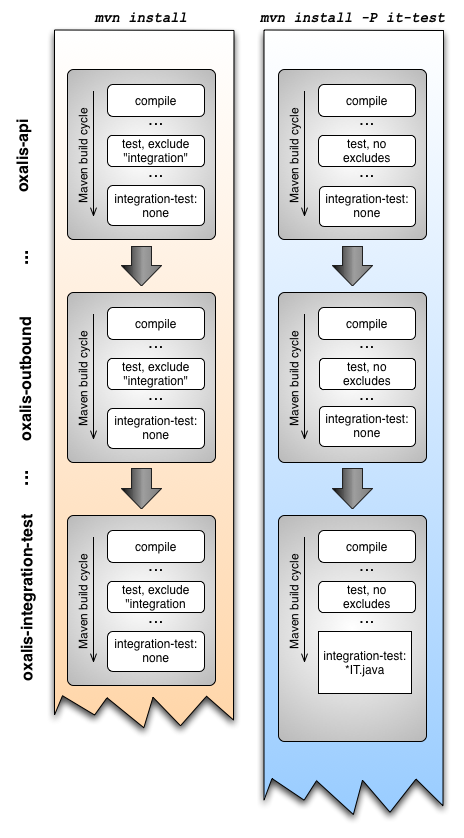 mvn install
mvn install -P it-test
oxalis-api
Maven build cycle
compile
...
test, exclude
"integration"
...
integration-test:
none
Maven build cycle
compile
...
test, no
excludes
...
integration-test:
none
...
oxalis-outbound
Maven build cycle
compile
...
test, exclude
"integration"
...
integration-test:
none
Maven build cycle
compile
...
test, no
excludes
...
integration-test:
none
...
oxalis-integration-test
Maven build cycle
compile
...
test, exclude
"integration
...
integration-test:
none
Maven build cycle
compile
...
test, no
excludes
...
integration-test:
*IT.java